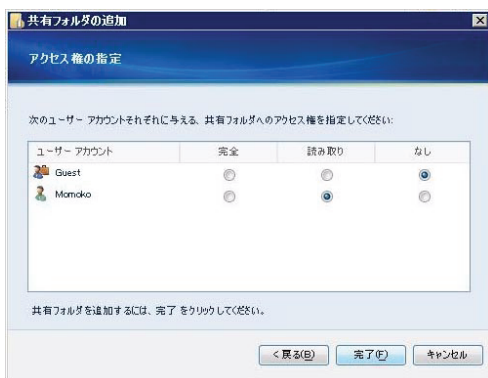 共有フォルダの追加
アクセス権の指定
次のユーザー アカウントそれぞれに与える、共有フォルダへのアクセス権を指定してください:
ユーザー アカウント 完全 読み取り なし
Guest
Momoko
共有フォルダを追加するには、完了 をクリックしてください。
< 戻る(B) 完了(F) キャンセル